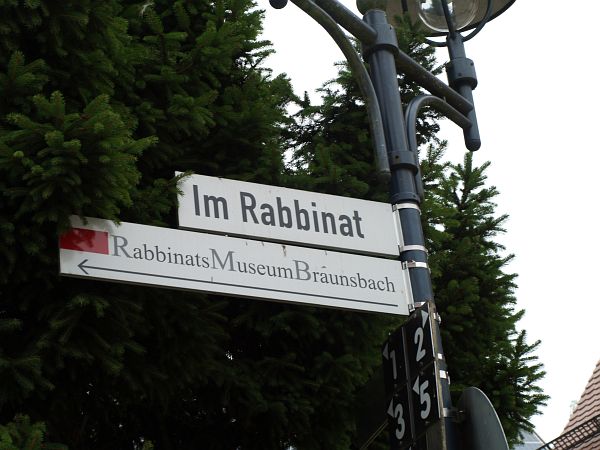 Im Rabbinat
RabbinatsMuseumBraunsbach
1 2
3 5